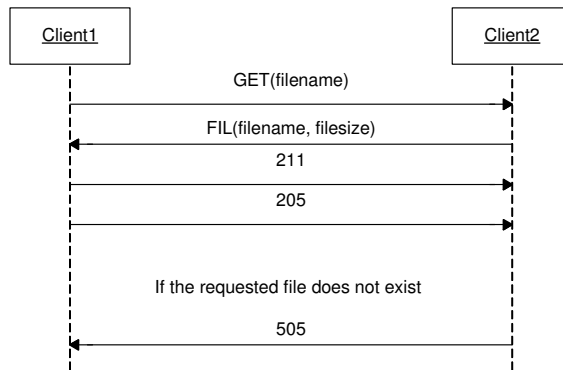 Client1
Client2
GET(filename)
FIL(filename, filesize)
211
205
If the requested file does not exist
505